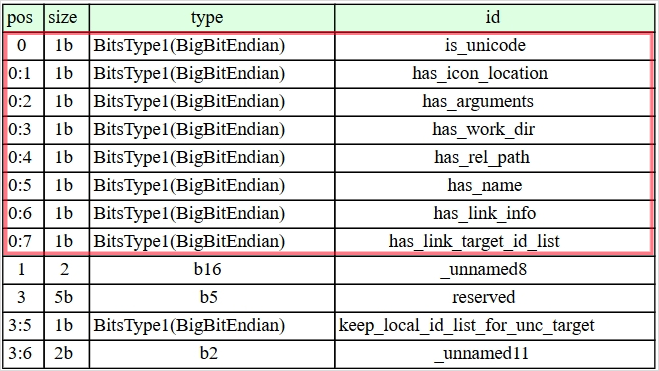 pos size type id
0 1b BitsType1(BigBitEndian) is_unicode
0:1 1b BitsType1(BigBitEndian) has_icon_location
0:2 1b BitsType1(BigBitEndian) has_arguments
0:3 1b BitsType1(BigBitEndian) has_work_dir
0:4 1b BitsType1(BigBitEndian) has_rel_path
0:5 1b BitsType1(BigBitEndian) has_name
0:6 1b BitsType1(BigBitEndian) has_link_info
0:7 1b BitsType1(BigBitEndian) has_link_target_id_list
1 2 b16 _unnamed8
3 5b b5 reserved
3:5 1b BitsType1(BigBitEndian) keep_local_id_list_for_unc_target
3:6 2b b2 _unnamed11